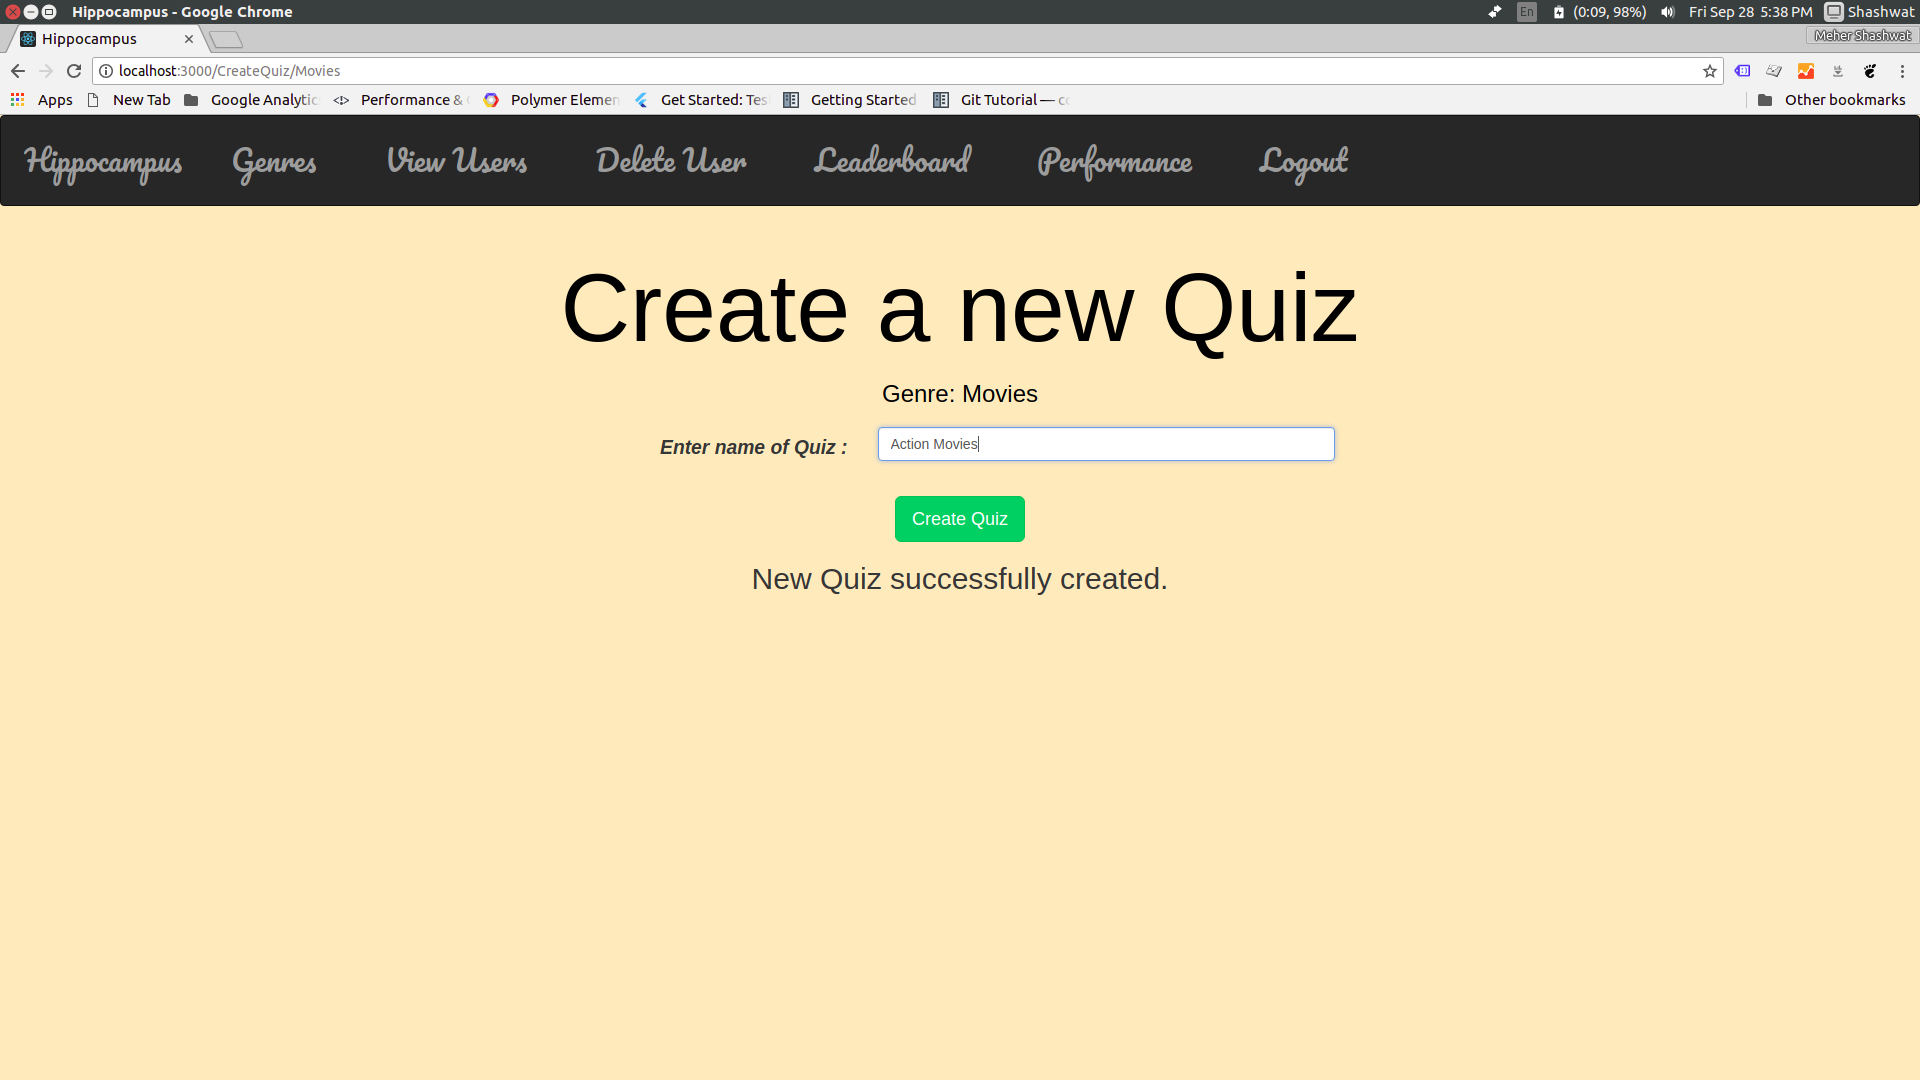 Hippocampus - Google Chrome
En
(0:09, 98%)
Fri Sep 28 5:38 PM
Shashwat
Hippocampus
Meher Shashwat
localhost:3000/CreateQuiz/Movies
Apps
New Tab
Google Analytic
Performance &
Polymer Elemen
Get Started: Tes
Getting Started
Git Tutorial — co
Other bookmarks
Hippocampus
Genres
View Users
Delete User
Leaderboard
Performance
Logout
Create a new Quiz
Genre: Movies
Enter name of Quiz :
Action Movies
Create Quiz
New Quiz successfully created.